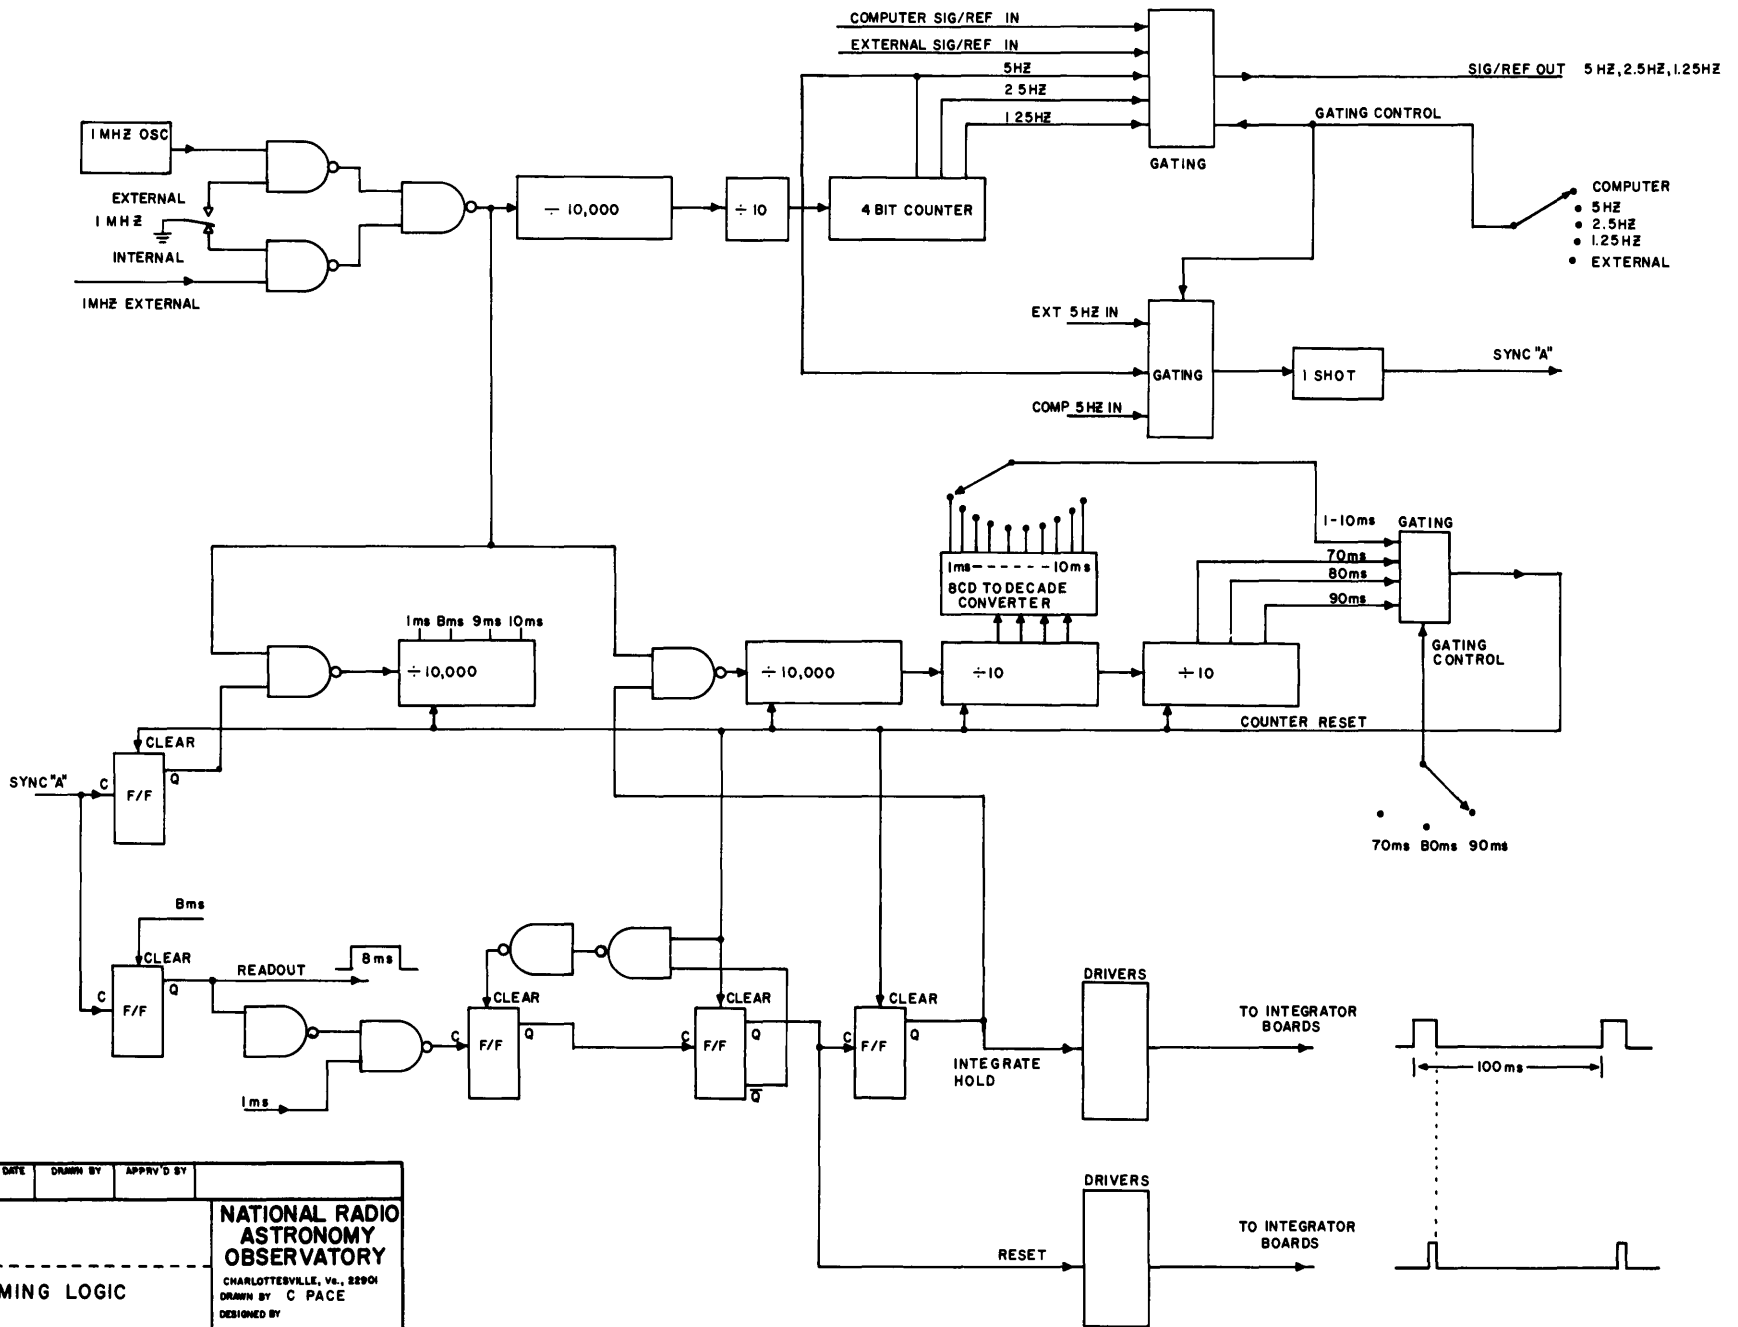 COMPUTER SIG/REF IN
EXTERNAL SIG/REF IN
5HZ
2 5HZ
1 25HZ
SIG/REF OUT 5 HZ, 2.5HZ, 1.25HZ
GATING CONTROL
GATING
1 MHZ OSC
EXTERNAL
1 MHZ
INTERNAL
1MHZ EXTERNAL
÷ 10,000
÷ 10
4 BIT COUNTER
COMPUTER
5HZ
2.5HZ
1.25HZ
EXTERNAL
EXT 5HZ IN
GATING
COMP 5HZ IN
1 SHOT
SYNC "A"
1-10ms
GATING
70ms
80ms
90ms
1ms------10ms
BCD TO DECADE
CONVERTER
1ms 8ms 9ms 10ms
÷ 10,000
÷ 10,000
÷10
÷ 10
GATING
CONTROL
COUNTER RESET
CLEAR
SYNC "A"
C
F/F
Q
70ms 80ms 90ms
8ms
CLEAR
C
F/F
Q
READOUT
8ms
1ms
CLEAR
C
F/F
Q
CLEAR
C
F/F
Q
Q̅
CLEAR
C
F/F
Q
INTEGRATE
HOLD
DRIVERS
TO INTEGRATOR
BOARDS
100ms
DRIVERS
RESET
TO INTEGRATOR
BOARDS
DATE
DRAWN BY
APPRV'D BY
NATIONAL RADIO
ASTRONOMY
OBSERVATORY
CHARLOTTESVILLE, Va., 22901
DRAWN BY C PACE
DESIGNED BY
MING LOGIC